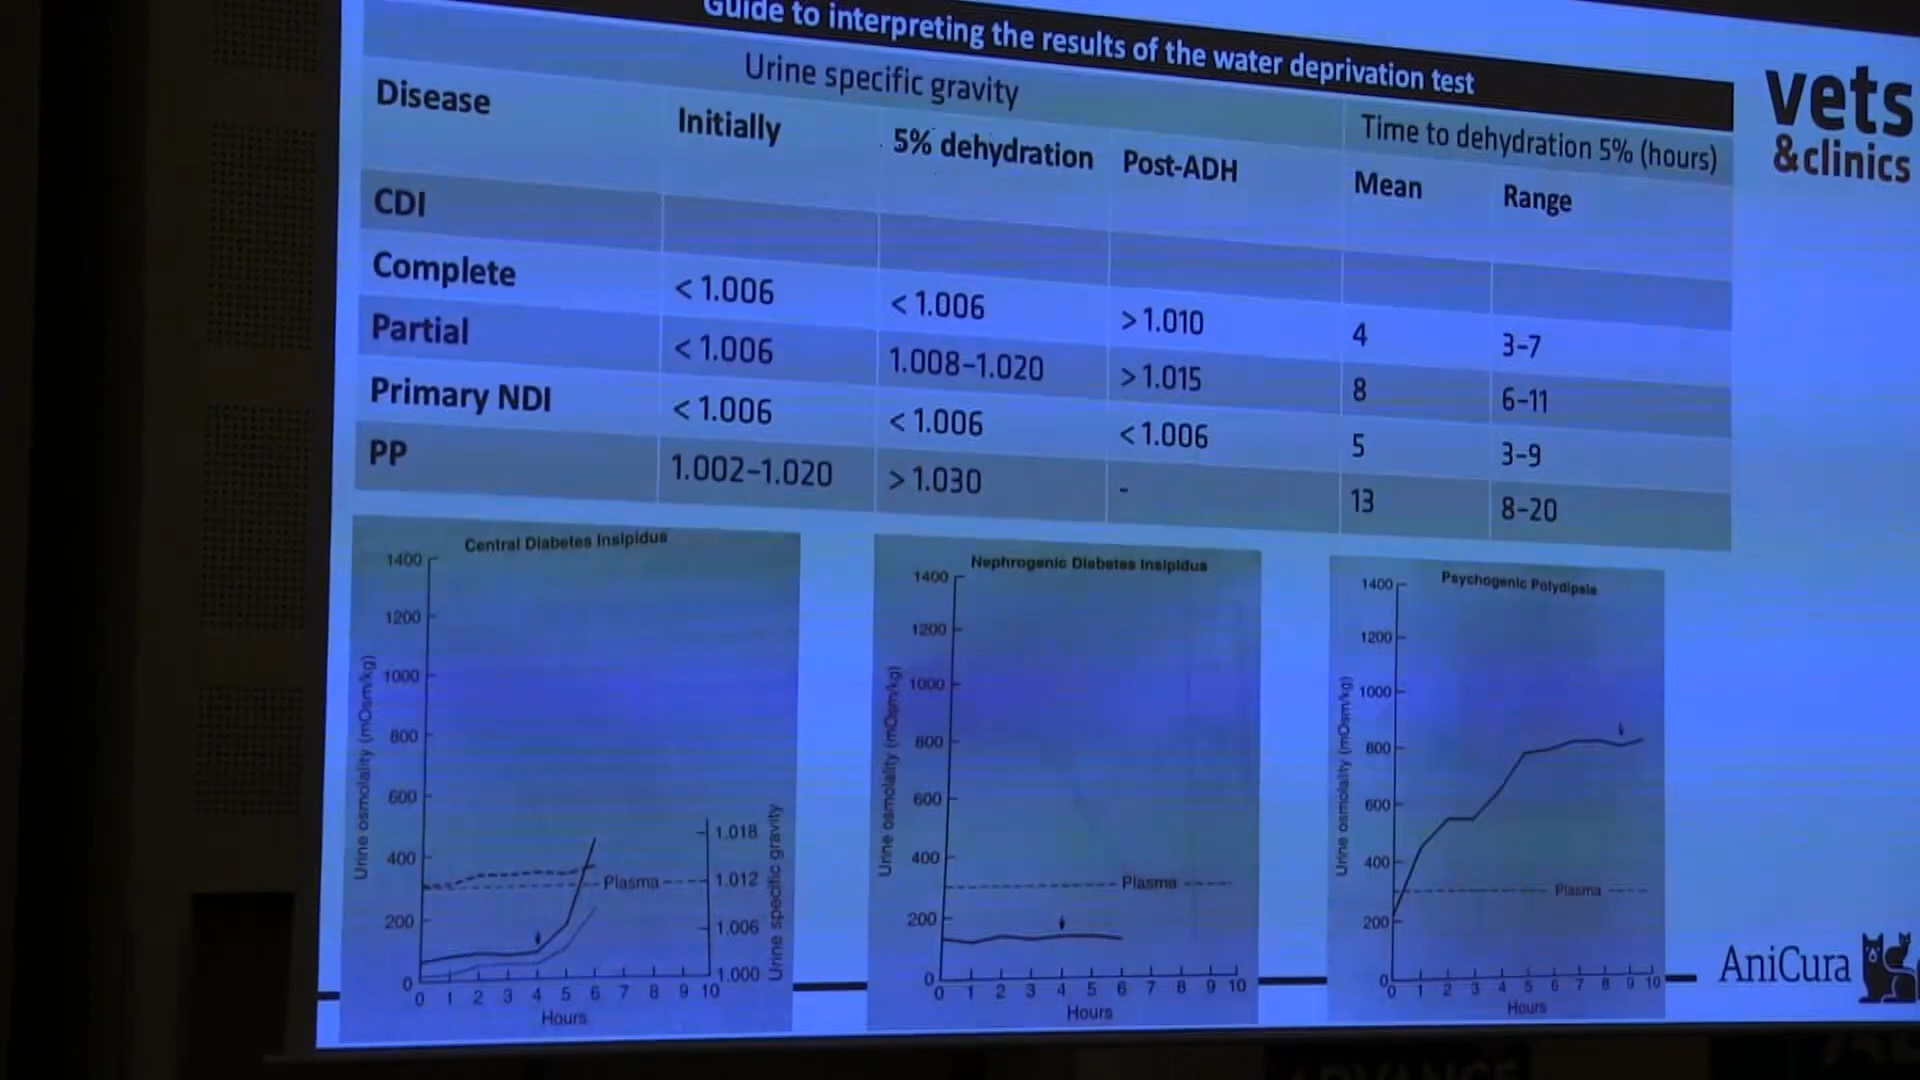 Guide to interpreting the results of the water deprivation test
Urine specific gravity
Time to dehydration 5% (hours)
Disease Initially 5% dehydration Post-ADH Mean Range
CDI
Complete < 1.006 < 1.006 > 1.010 4 3–7
Partial < 1.006 1.008–1.020 > 1.015 8 6–11
Primary NDI < 1.006 < 1.006 < 1.006 5 3–9
PP 1.002–1.020 > 1.030 - 13 8–20
vets
& clinics
Central Diabetes Insipidus
1400
1200
1000
800
600
400
200
0
Urine osmolality (mOsm/kg)
Plasma
1.018
1.012
1.006
1.000
Urine specific gravity
0 1 2 3 4 5 6 7 8 9 10
Hours
Nephrogenic Diabetes Insipidus
1400
1200
1000
800
600
400
200
0
Urine osmolality (mOsm/kg)
Plasma
0 1 2 3 4 5 6 7 8 9 10
Hours
Psychogenic Polydipsia
1400
1200
1000
800
600
400
200
0
Urine osmolality (mOsm/kg)
Plasma
0 1 2 3 4 5 6 7 8 9 10
Hours
AniCura
ADVANCE